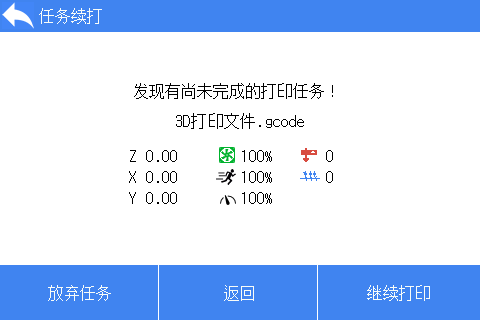 任务续打
发现有尚未完成的打印任务！
3D打印文件.gcode
Z 0.00 100% 0
X 0.00 100% 0
Y 0.00 100%
放弃任务 返回 继续打印